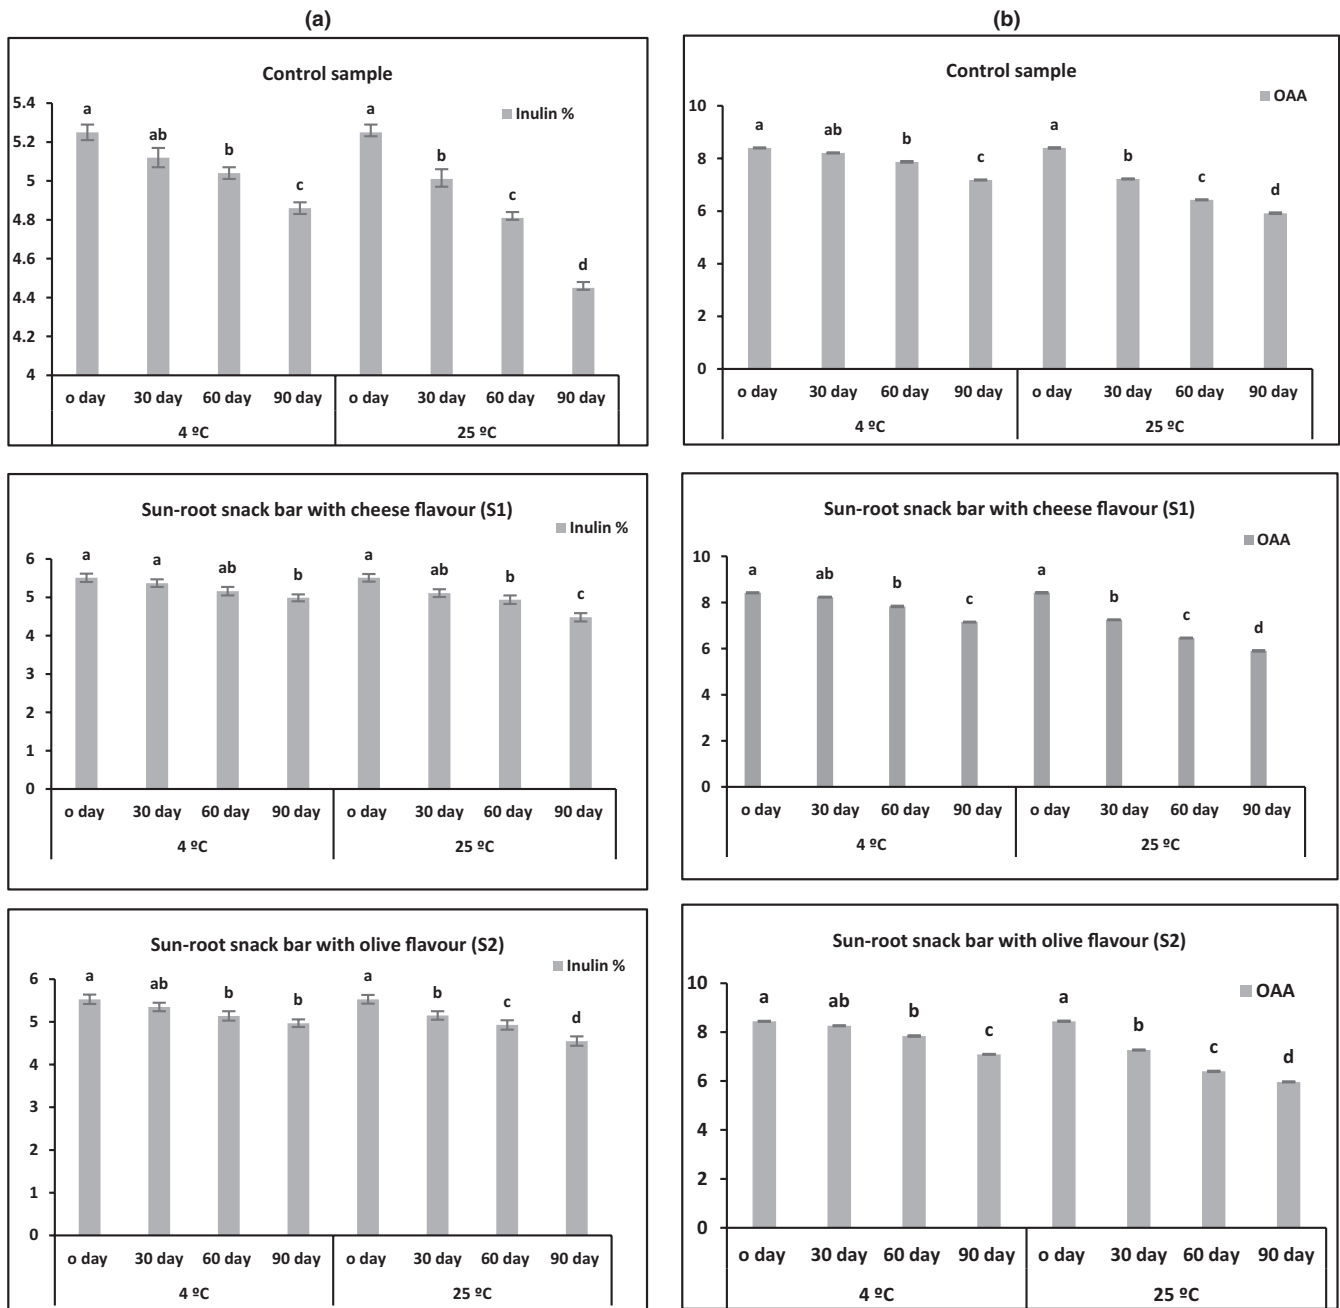 (a)
Control sample
Inulin %
5.4
5.2
5
4.8
4.6
4.4
4.2
4
a
ab
b
c
a
b
c
d
o day 30 day 60 day 90 day o day 30 day 60 day 90 day
4 ºC 25 ºC
Sun-root snack bar with cheese flavour (S1)
Inulin %
6
5
4
3
2
1
0
a
a
ab
b
a
ab
b
c
o day 30 day 60 day 90 day o day 30 day 60 day 90 day
4 ºC 25 ºC
Sun-root snack bar with olive flavour (S2)
Inulin %
6
5
4
3
2
1
0
a
ab
b
b
a
b
c
d
o day 30 day 60 day 90 day o day 30 day 60 day 90 day
4 ºC 25 ºC
(b)
Control sample
OAA
10
8
6
4
2
0
a
ab
b
c
a
b
c
d
o day 30 day 60 day 90 day o day 30 day 60 day 90 day
4 ºC 25 ºC
Sun-root snack bar with cheese flavour (S1)
OAA
10
8
6
4
2
0
a
ab
b
c
a
b
c
d
o day 30 day 60 day 90 day o day 30 day 60 day 90 day
4 ºC 25 ºC
Sun-root snack bar with olive flavour (S2)
OAA
10
8
6
4
2
0
a
ab
b
c
a
b
c
d
o day 30 day 60 day 90 day o day 30 day 60 day 90 day
4 ºC 25 ºC